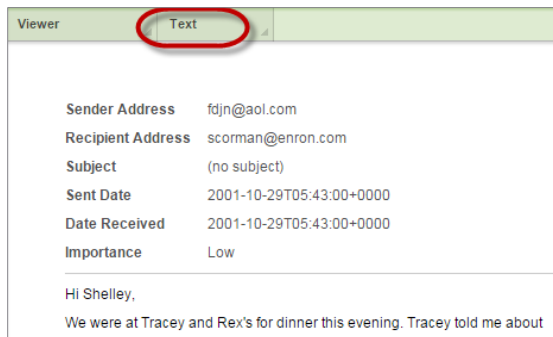 Viewer Text
Sender Address fdjn@aol.com
Recipient Address scorman@enron.com
Subject (no subject)
Sent Date 2001-10-29T05:43:00+0000
Date Received 2001-10-29T05:43:00+0000
Importance Low
Hi Shelley,
We were at Tracey and Rex's for dinner this evening. Tracey told me about